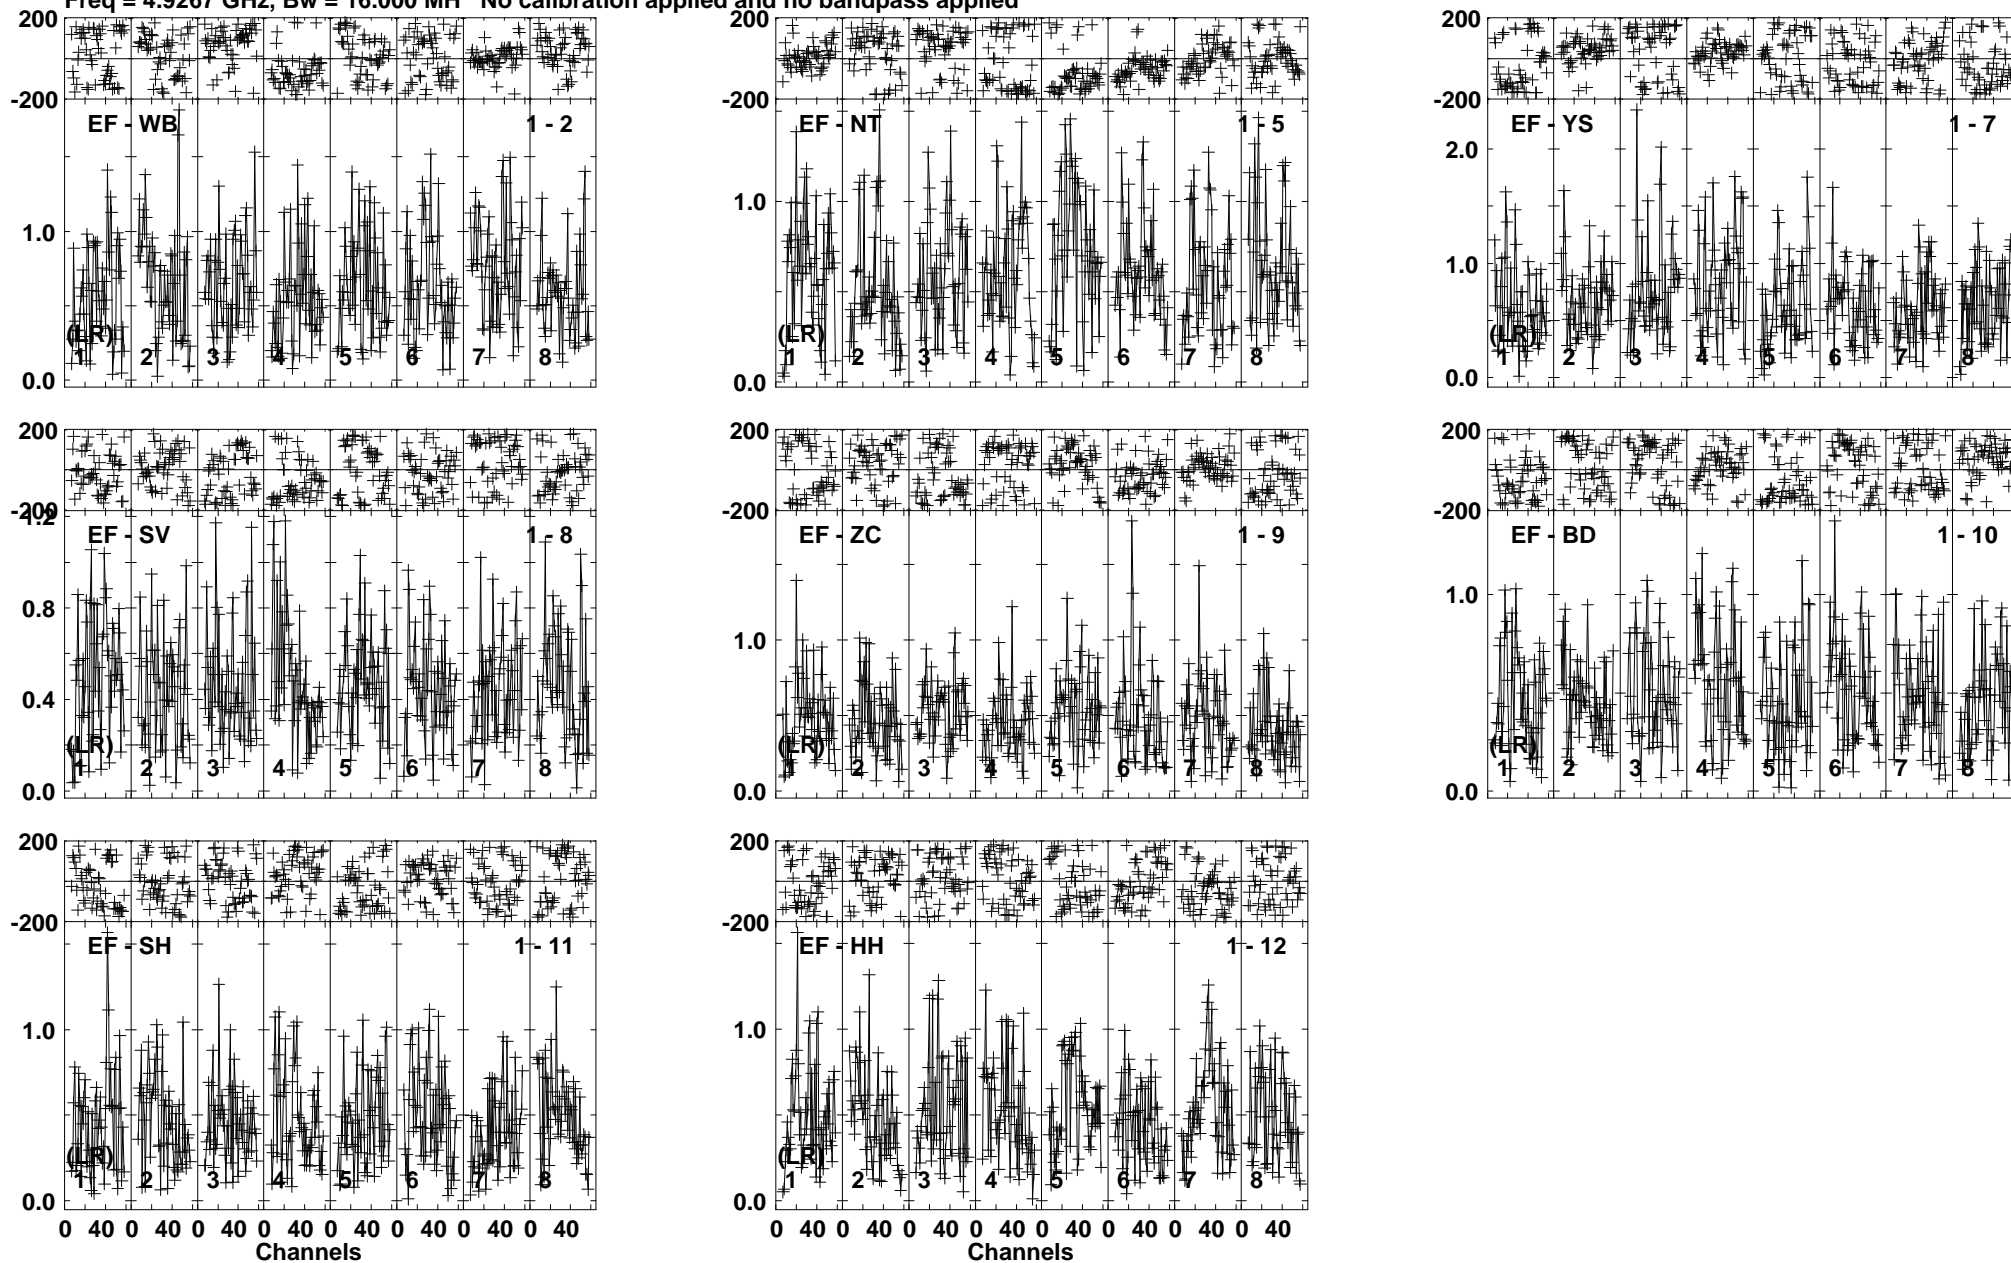 Freq = 4.9267 GHz, Bw = 16.000 MH No calibration applied and no bandpass applied
200
-200
EF - WB 1 - 2
1.0
0.0
(LR)
1 2 3 4 5 6 7 8
200
-200
EF - NT 1 - 5
1.0
0.0
(LR)
1 2 3 4 5 6 7 8
200
-200
EF - YS 1 - 7
2.0
1.0
0.0
(LR)
1 2 3 4 5 6 7 8
200
-200
1.2
EF - SV 1 - 8
0.8
0.4
0.0
(LR)
1 2 3 4 5 6 7 8
200
-200
EF - ZC 1 - 9
1.0
0.0
(LR)
1 2 3 4 5 6 7 8
200
-200
EF - BD 1 - 10
1.0
0.0
(LR)
1 2 3 4 5 6 7 8
200
-200
EF - SH 1 - 11
1.0
0.0
(LR)
1 2 3 4 5 6 7 8
0 40 0 40 0 40 0 40 0 40 0 40 0 40 0 40
Channels
200
-200
EF - HH 1 - 12
1.0
0.0
(LR)
1 2 3 4 5 6 7 8
0 40 0 40 0 40 0 40 0 40 0 40 0 40 0 40
Channels